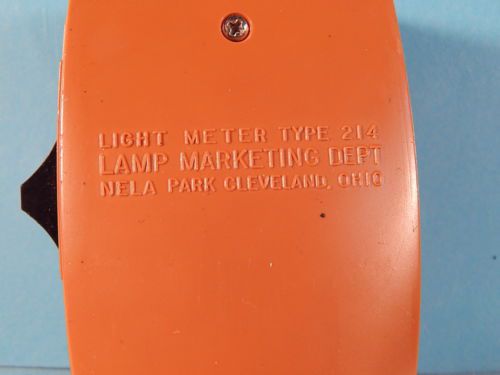 LIGHT METER TYPE 214
LAMP MARKETING DEPT
NELA PARK CLEVELAND, OHIO